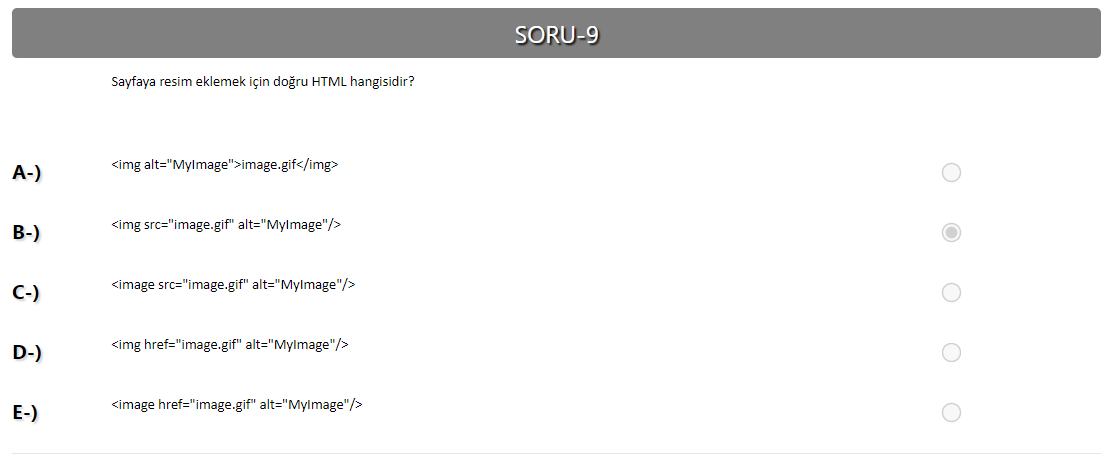 SORU-9
Sayfaya resim eklemek için doğru HTML hangisidir?
A-) <img alt="MyImage">image.gif</img>
B-) <img src="image.gif" alt="MyImage"/>
C-) <image src="image.gif" alt="MyImage"/>
D-) <img href="image.gif" alt="MyImage"/>
E-) <image href="image.gif" alt="MyImage"/>